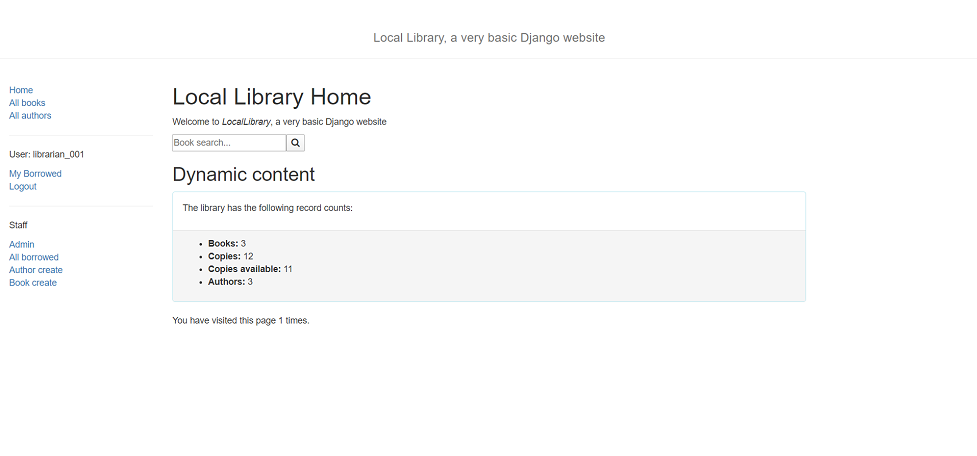 Local Library, a very basic Django website
Home
All books
All authors
User: librarian_001
My Borrowed
Logout
Staff
Admin
All borrowed
Author create
Book create
Local Library Home
Welcome to LocalLibrary, a very basic Django website
Book search...
Dynamic content
The library has the following record counts:
Books: 3
Copies: 12
Copies available: 11
Authors: 3
You have visited this page 1 times.